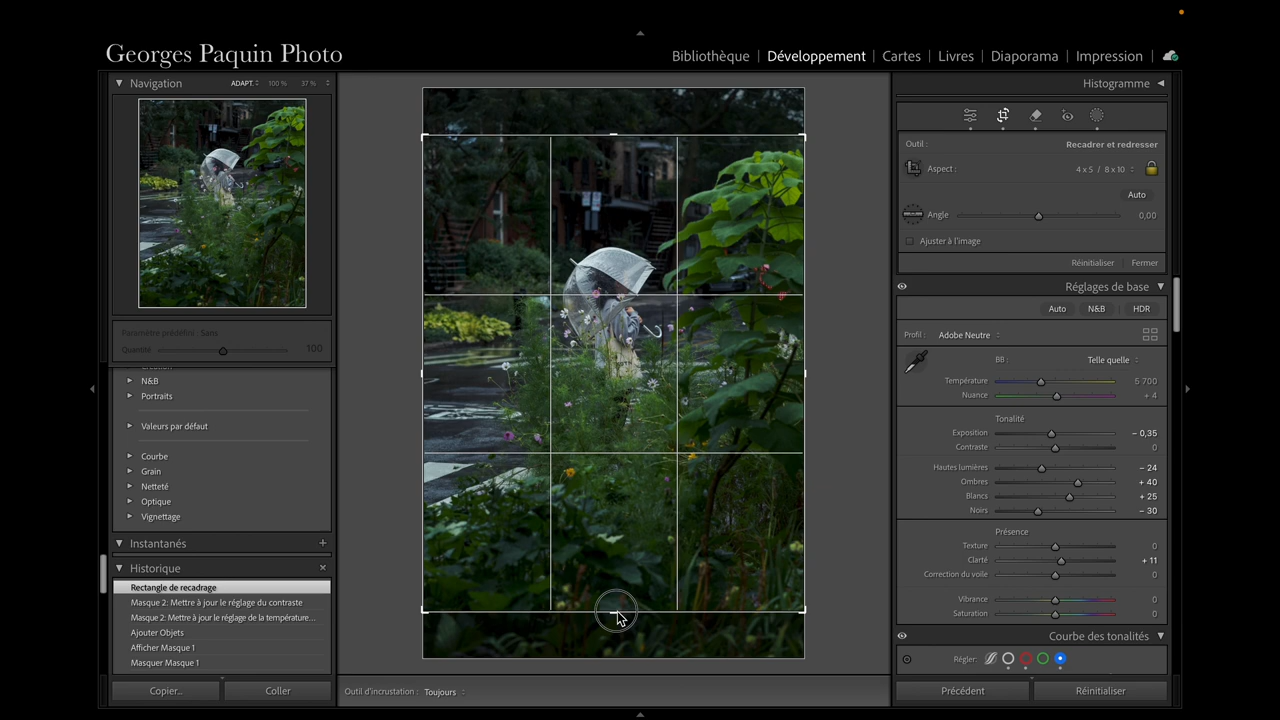 Georges Paquin Photo
Bibliothèque | Développement | Cartes | Livres | Diaporama | Impression |
Navigation
ADAPT. 100 % 37 %
Paramètre prédéfini : Sans
Quantité 100
N&B
Portraits
Valeurs par défaut
Courbe
Grain
Netteté
Optique
Vignettage
Instantanés
Historique
Rectangle de recadrage
Masque 2: Mettre à jour le réglage du contraste
Masque 2: Mettre à jour le réglage de la température...
Ajouter Objets
Afficher Masque 1
Masquer Masque 1
Copier...
Coller
Outil d'incrustation : Toujours
Histogramme
Outil : Recadrer et redresser
Aspect : 4 x 5 / 8 x 10
Auto
Angle 0,00
Ajuster à l'image
Réinitialiser Fermer
Réglages de base
Auto N&B HDR
Profil : Adobe Neutre
BB : Telle quelle
Température 5 700
Nuance + 4
Tonalité
Exposition − 0,35
Contraste 0
Hautes lumières − 24
Ombres + 40
Blancs + 25
Noirs − 30
Présence
Texture 0
Clarté + 11
Correction du voile 0
Vibrance 0
Saturation 0
Courbe des tonalités
Régler :
Précédent
Réinitialiser